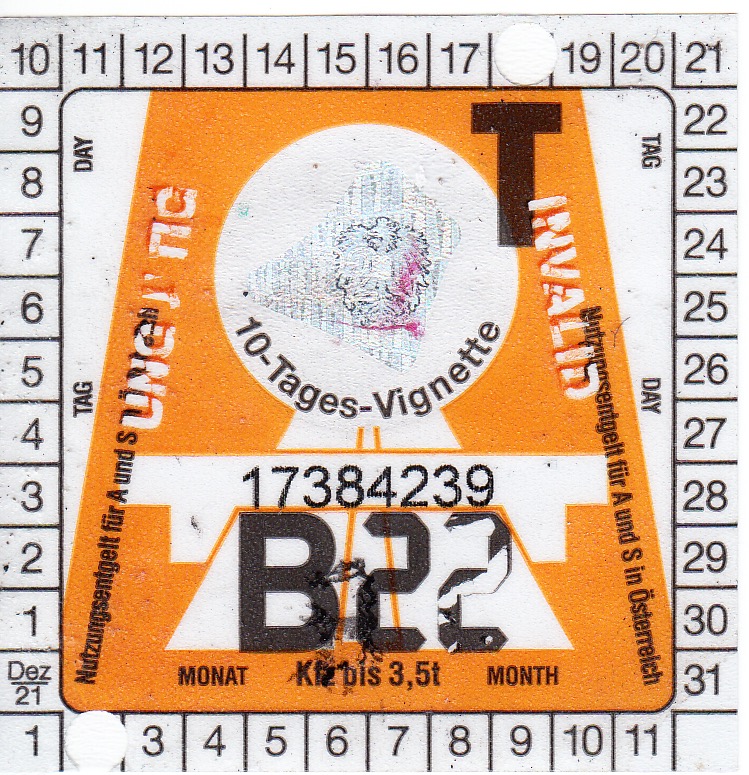 10 11 12 13 14 15 16 17 19 20 21
9 22
8 23
7 24
6 25
5 26
4 27
3 28
2 29
1 30
Dez 21 31
1 3 4 5 6 7 8 9 10 11
DAY
TAG
TAG
DAY
T
INVALID
10-Tages-Vignette
17384239
B22
MONAT Kfz bis 3,5t MONTH
Nutzungsentgelt für A und S
Nutzungsentgelt für A und S in Österreich